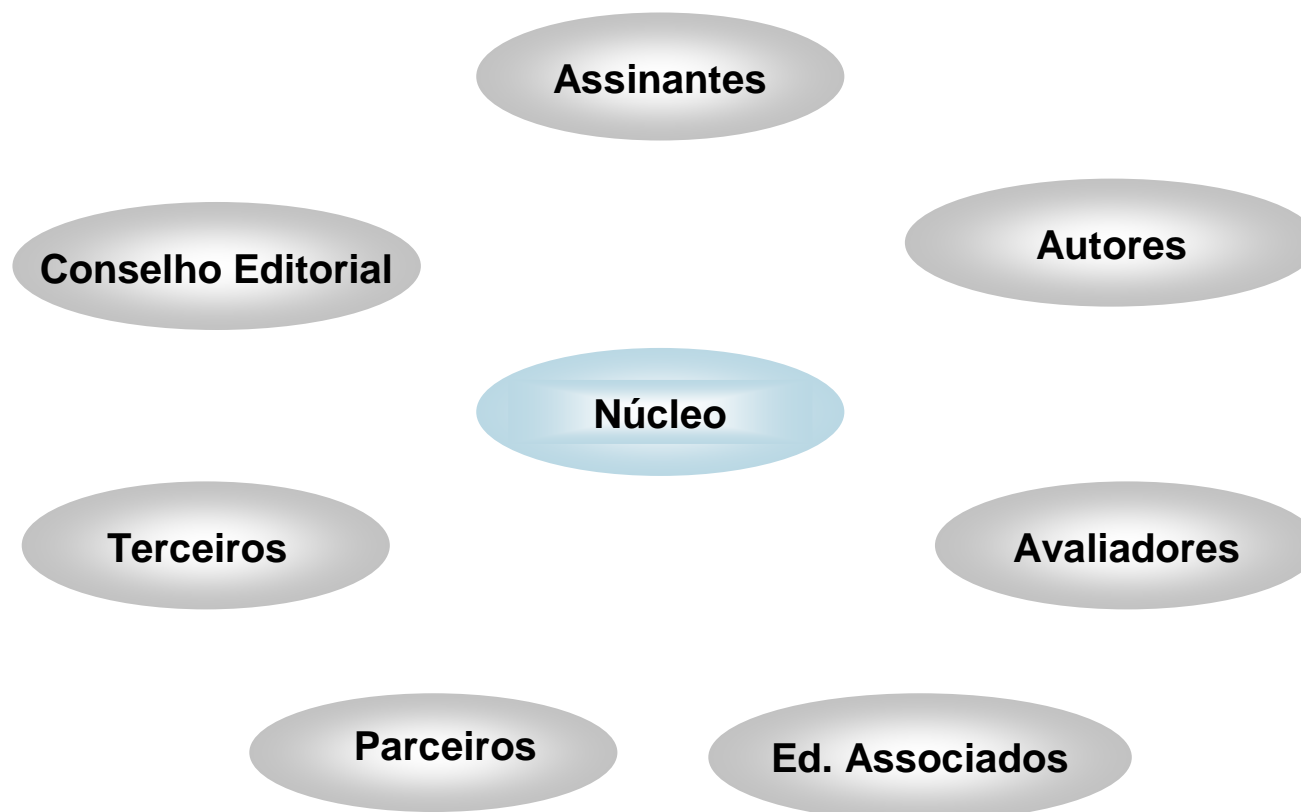 Assinantes
Autores
Conselho Editorial
Núcleo
Terceiros
Avaliadores
Parceiros
Ed. Associados